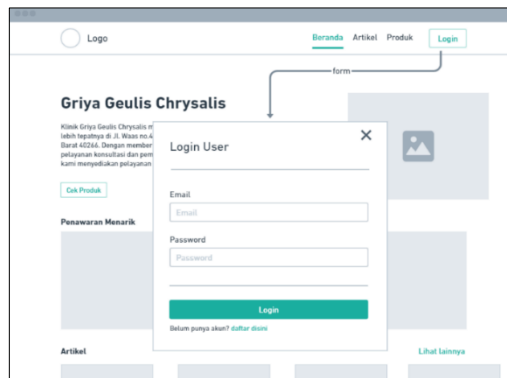 Logo
Beranda Artikel Produk Login
form
Griya Geulis Chrysalis
Klinik Griya Geulis Chrysalis m
lebih tepatnya di Jl. Waas no.4
Barat 40266. Dengan member
pelayanan konsultasi dan pem
kami menyediakan pelayanan
Cek Produk
Penawaran Menarik
Login User
Email
Email
Password
Password
Login
Belum punya akun? daftar disini
Artikel
Lihat lainnya